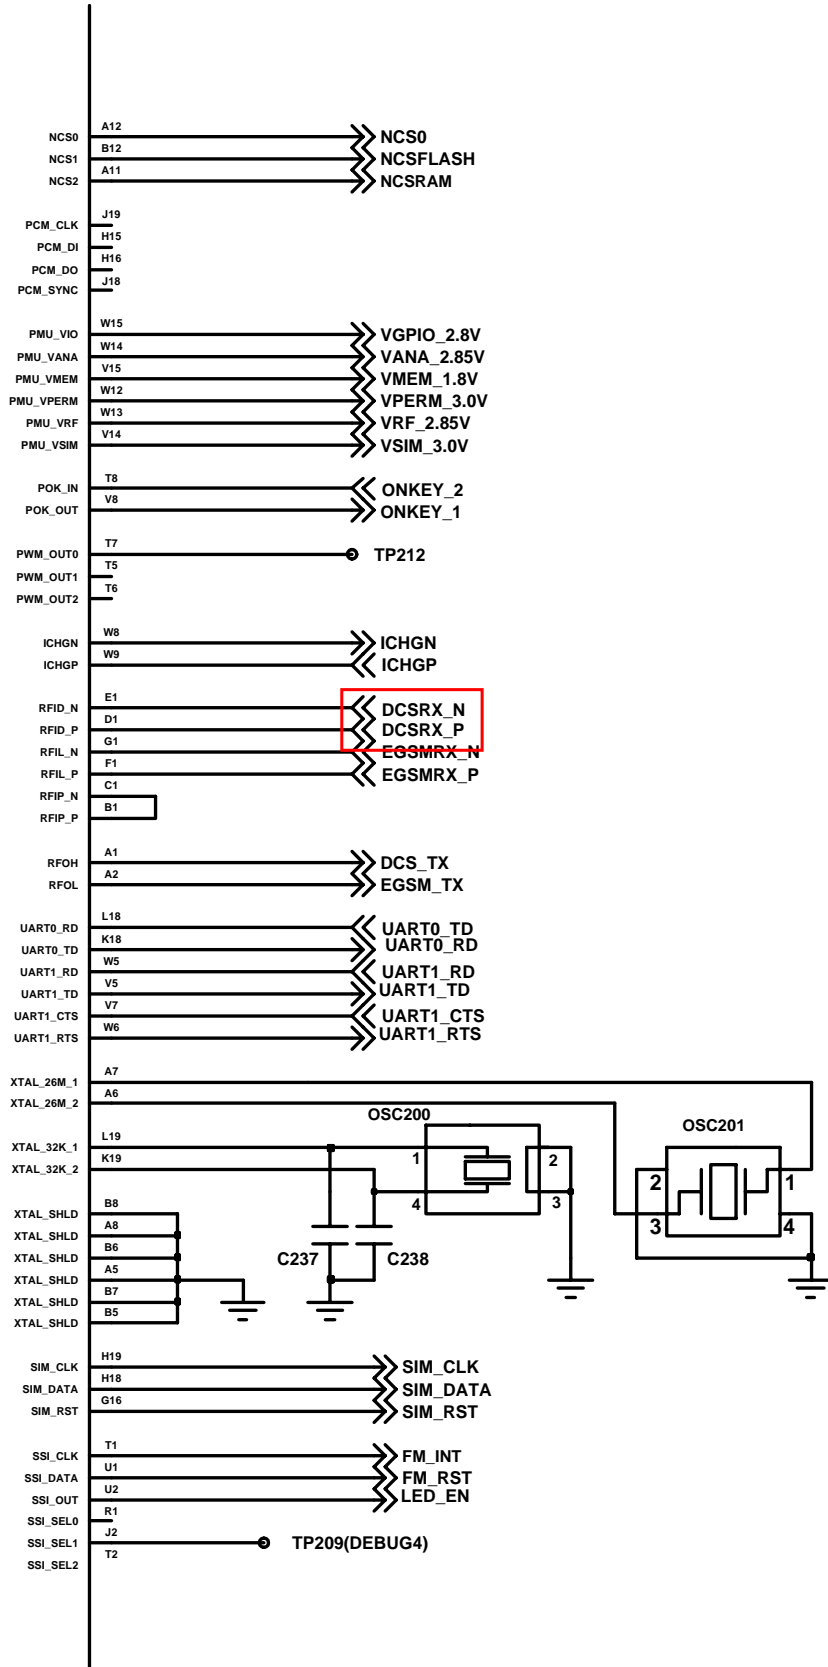 NCS0 A12 NCS0
NCS1 B12 NCSFLASH
NCS2 A11 NCSRAM
PCM_CLK J19
PCM_DI H15
PCM_DO H16
PCM_SYNC J18
PMU_VIO W15 VGPIO_2.8V
PMU_VANA W14 VANA_2.85V
PMU_VMEM V15 VMEM_1.8V
PMU_VPERM W12 VPERM_3.0V
PMU_VRF W13 VRF_2.85V
PMU_VSIM V14 VSIM_3.0V
POK_IN T8 ONKEY_2
POK_OUT V8 ONKEY_1
PWM_OUT0 T7 TP212
PWM_OUT1 T5
PWM_OUT2 T6
ICHGN W8 ICHGN
ICHGP W9 ICHGP
RFID_N E1 DCSRX_N
RFID_P D1 DCSRX_P
RFIL_N G1 EGSMRX_N
RFIL_P F1 EGSMRX_P
RFIP_N C1
RFIP_P B1
RFOH A1 DCS_TX
RFOL A2 EGSM_TX
UART0_RD L18 UART0_TD
UART0_TD K18 UART0_RD
UART1_RD W5 UART1_RD
UART1_TD V5 UART1_TD
UART1_CTS V7 UART1_CTS
UART1_RTS W6 UART1_RTS
XTAL_26M_1 A7
XTAL_26M_2 A6
OSC200 OSC201
XTAL_32K_1 L19 1 2
XTAL_32K_2 K19 4 3
2 1
3 4
XTAL_SHLD B8
XTAL_SHLD A8
XTAL_SHLD B6 C237 C238
XTAL_SHLD A5
XTAL_SHLD B7
XTAL_SHLD B5
SIM_CLK H19 SIM_CLK
SIM_DATA H18 SIM_DATA
SIM_RST G16 SIM_RST
SSI_CLK T1 FM_INT
SSI_DATA U1 FM_RST
SSI_OUT U2 LED_EN
SSI_SEL0 R1
SSI_SEL1 J2 TP209(DEBUG4)
SSI_SEL2 T2